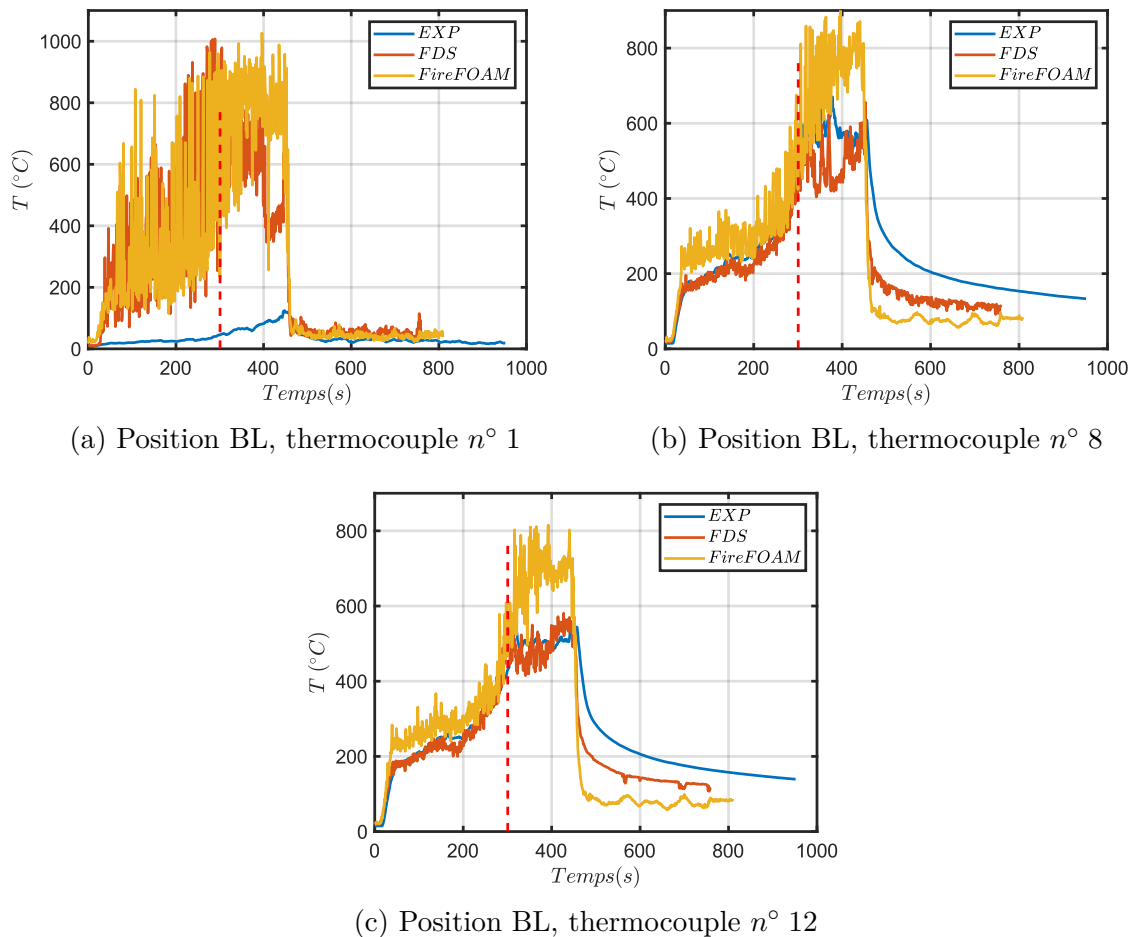 EXP
FDS
FireFOAM
1000
800
600
400
200
0
T (°C)
0 200 400 600 800 1000
Temps(s)
(a) Position BL, thermocouple n° 1
EXP
FDS
FireFOAM
800
600
400
200
0
T (°C)
0 200 400 600 800 1000
Temps(s)
(b) Position BL, thermocouple n° 8
EXP
FDS
FireFOAM
800
600
400
200
0
T (°C)
0 200 400 600 800 1000
Temps(s)
(c) Position BL, thermocouple n° 12